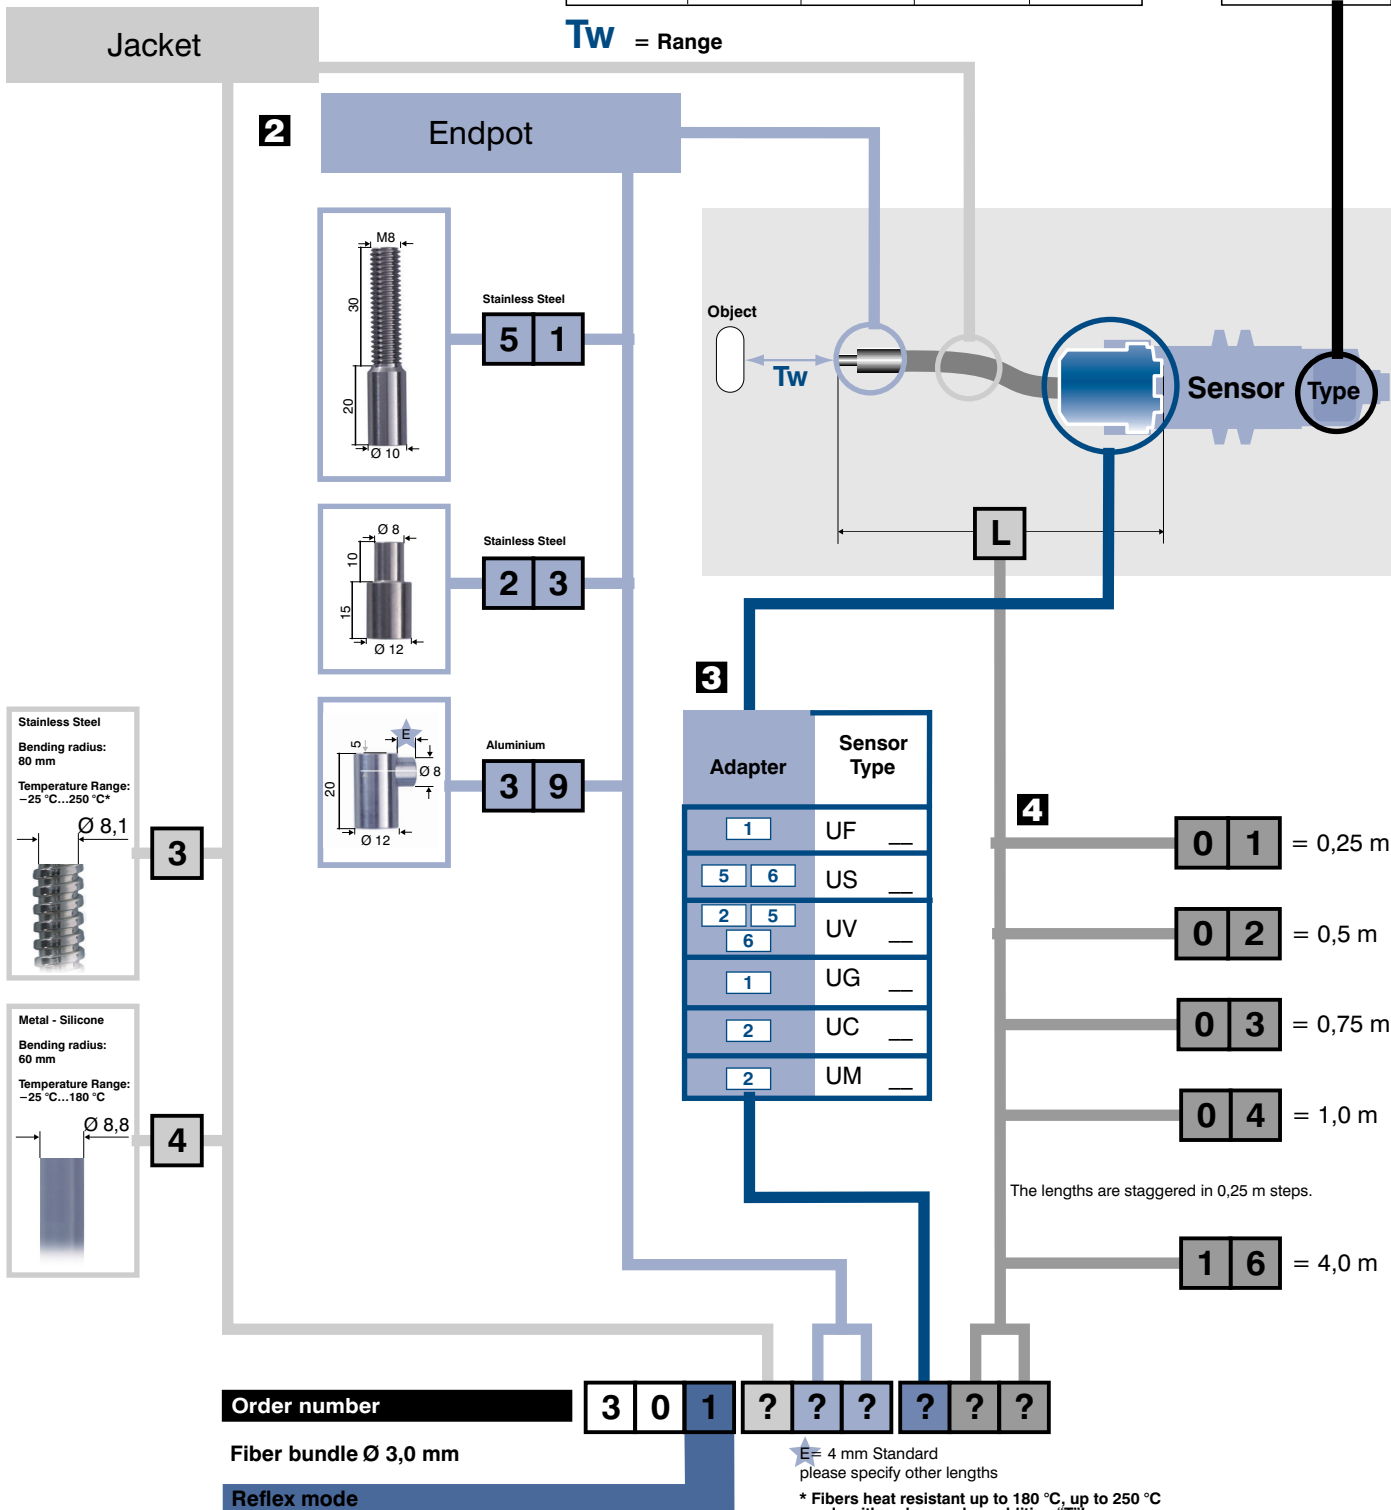 Jacket
Tw = Range
2
Endpot
M8
30
20
Ø 10
Stainless Steel
5 1
Object
Tw
Sensor
Type
L
Ø 8
10
15
Ø 12
Stainless Steel
2 3
3
E
5
20
Ø 8
Ø 12
Aluminium
3 9
Adapter
Sensor
Type
1 UF __
5 6 US __
2 5
6 UV __
1 UG __
2 UC __
2 UM __
Stainless Steel
Bending radius:
80 mm
Temperature Range:
–25 °C...250 °C*
Ø 8,1
3
Metal - Silicone
Bending radius:
60 mm
Temperature Range:
–25 °C...180 °C
Ø 8,8
4
4
0 1 = 0,25 m
0 2 = 0,5 m
0 3 = 0,75 m
0 4 = 1,0 m
The lengths are staggered in 0,25 m steps.
1 6 = 4,0 m
Order number 3 0 1 ? ? ? ? ? ?
Fiber bundle Ø 3,0 mm
E= 4 mm Standard
please specify other lengths
Reflex mode
* Fibers heat resistant up to 180 °C, up to 250 °C